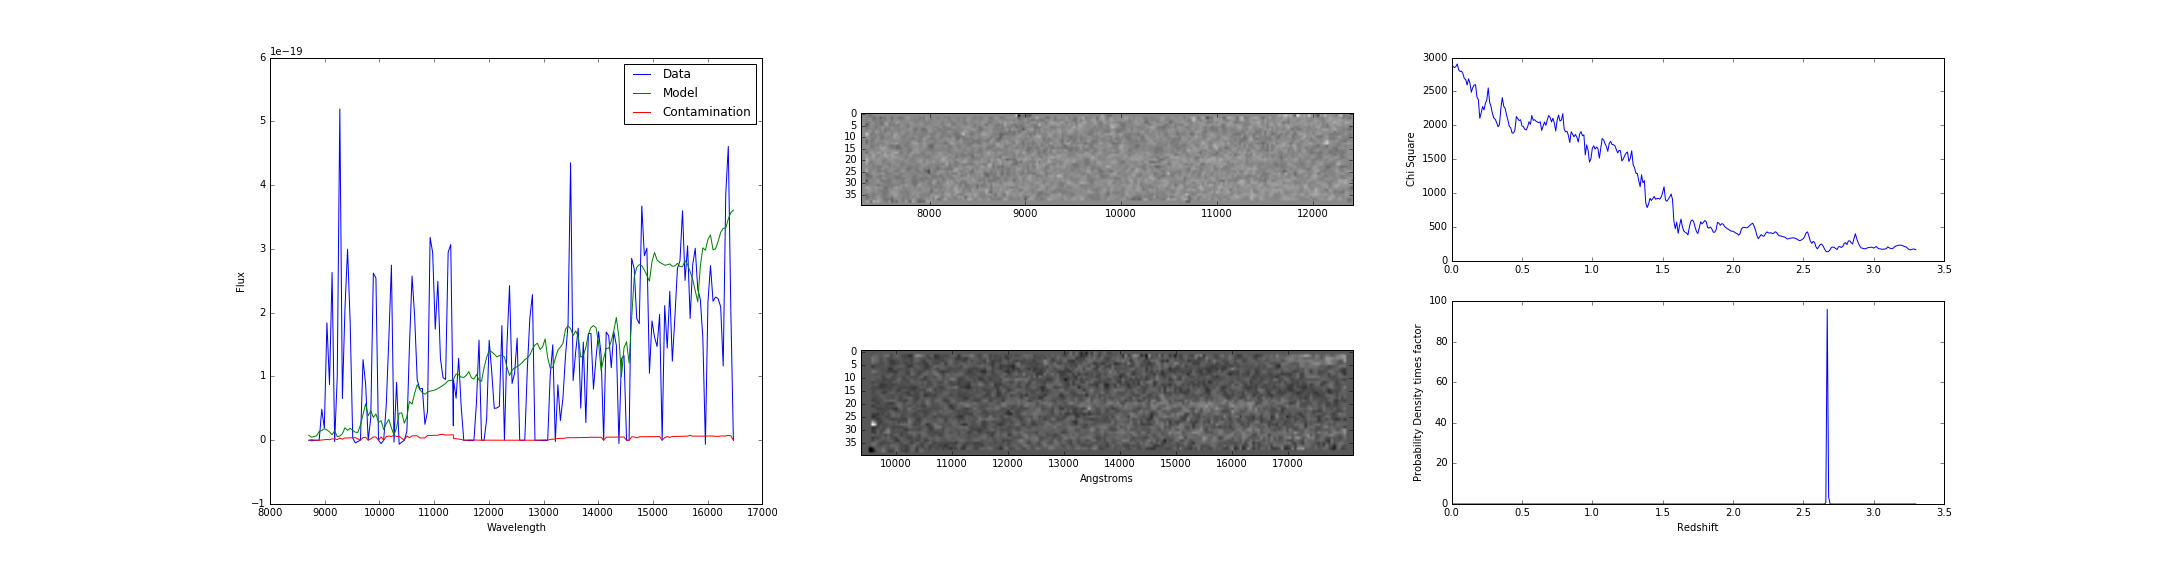 1e−19
6
5
4
3
2
1
0
−1
8000 9000 10000 11000 12000 13000 14000 15000 16000 17000
Wavelength
Flux
Data
Model
Contamination
0
5
10
15
20
25
30
35
8000 9000 10000 11000 12000
0
5
10
15
20
25
30
35
10000 11000 12000 13000 14000 15000 16000 17000
Angstroms
3000
2500
2000
1500
1000
500
0
0.0 0.5 1.0 1.5 2.0 2.5 3.0 3.5
Chi Square
100
80
60
40
20
0
0.0 0.5 1.0 1.5 2.0 2.5 3.0 3.5
Redshift
Probability Density times factor